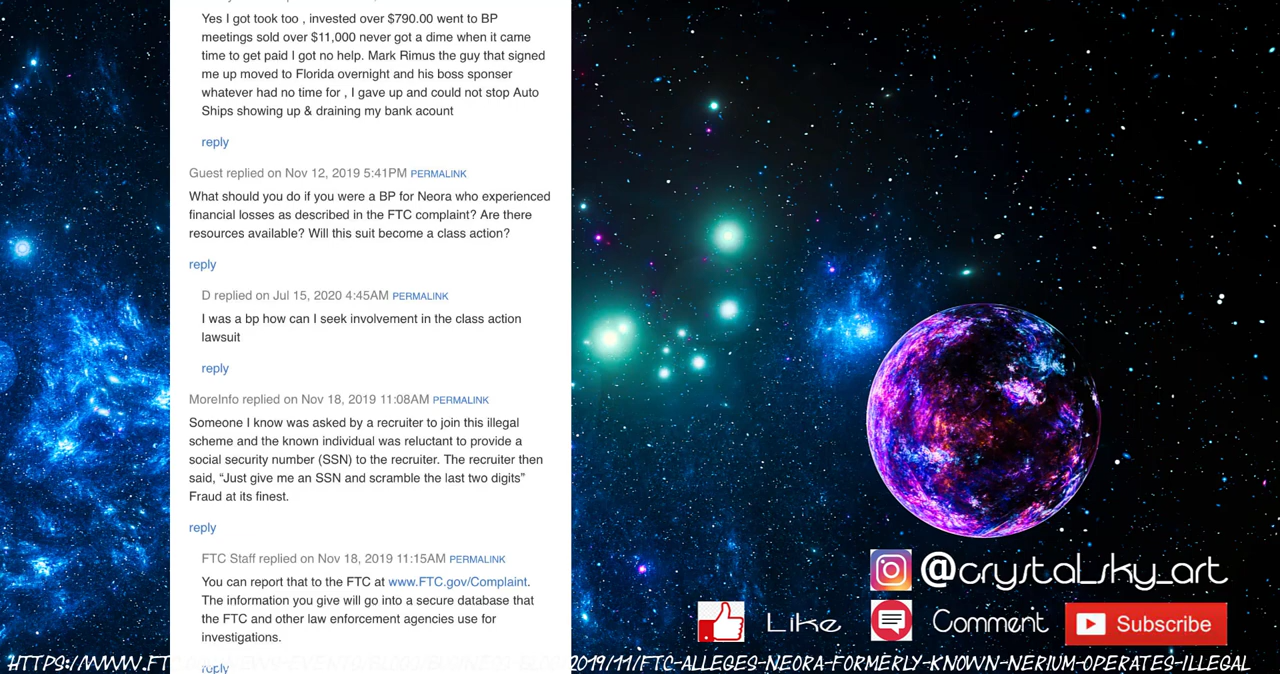 Yes I got took too , invested over $790.00 went to BP
meetings sold over $11,000 never got a dime when it came
time to get paid I got no help. Mark Rimus the guy that signed
me up moved to Florida overnight and his boss sponser
whatever had no time for , I gave up and could not stop Auto
Ships showing up & draining my bank acount
reply
Guest replied on Nov 12, 2019 5:41PM PERMALINK
What should you do if you were a BP for Neora who experienced
financial losses as described in the FTC complaint? Are there
resources available? Will this suit become a class action?
reply
D replied on Jul 15, 2020 4:45AM PERMALINK
I was a bp how can I seek involvement in the class action
lawsuit
reply
MoreInfo replied on Nov 18, 2019 11:08AM PERMALINK
Someone I know was asked by a recruiter to join this illegal
scheme and the known individual was reluctant to provide a
social security number (SSN) to the recruiter. The recruiter then
said, “Just give me an SSN and scramble the last two digits”
Fraud at its finest.
reply
FTC Staff replied on Nov 18, 2019 11:15AM PERMALINK
You can report that to the FTC at www.FTC.gov/Complaint.
The information you give will go into a secure database that
the FTC and other law enforcement agencies use for
investigations.
reply
@crystal_sky_art
Like
Comment
Subscribe
HTTPS://WWW.FT 2019/11/FTC-ALLEGES-NEORA-FORMERLY-KNOWN-NERIUM-OPERATES-ILLEGAL